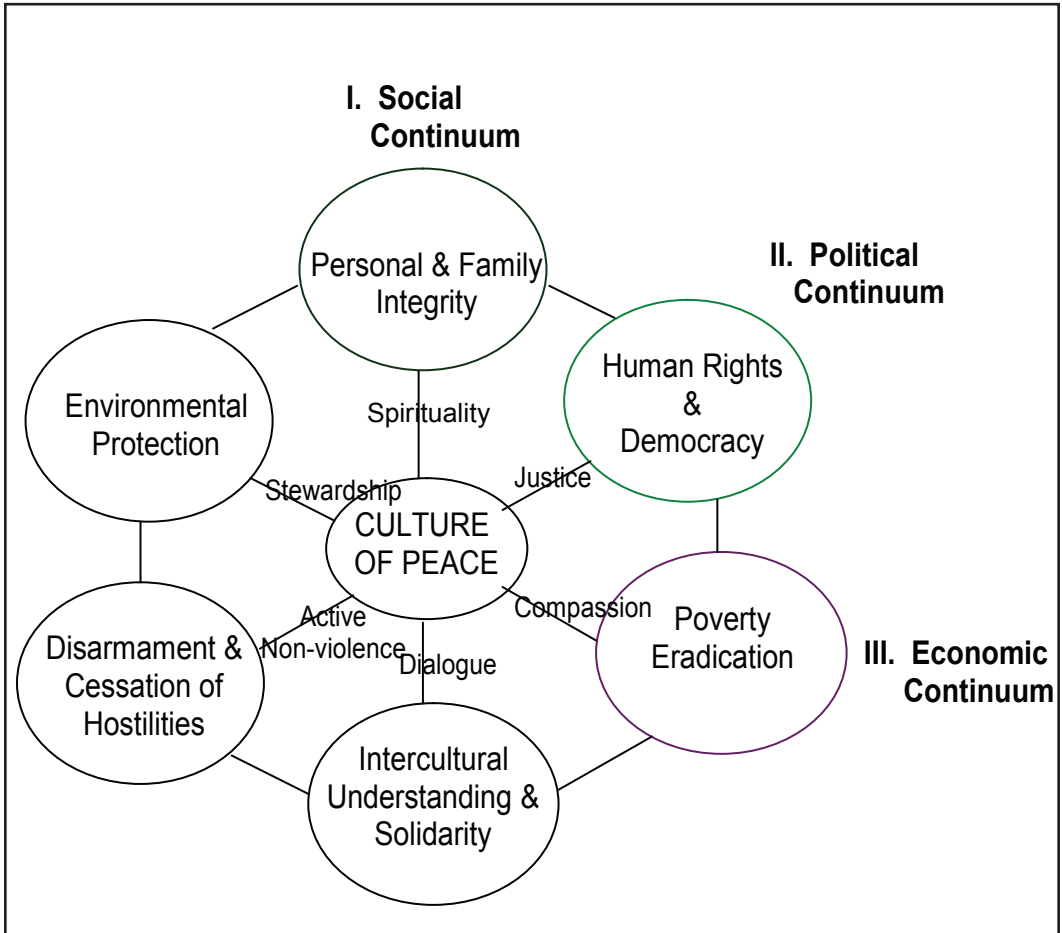 I. Social
Continuum
Personal & Family
Integrity
II. Political
Continuum
Human Rights
&
Democracy
Environmental
Protection
Spirituality
Justice
Stewardship
CULTURE
OF PEACE
Compassion
Poverty
Eradication
III. Economic
Continuum
Active
Non-violence
Dialogue
Disarmament &
Cessation of
Hostilities
Intercultural
Understanding &
Solidarity